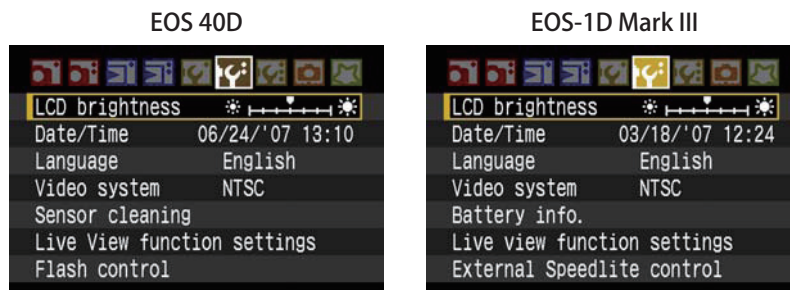 EOS 40D
LCD brightness
Date/Time 06/24/'07 13:10
Language English
Video system NTSC
Sensor cleaning
Live View function settings
Flash control
EOS-1D Mark III
LCD brightness
Date/Time 03/18/'07 12:24
Language English
Video system NTSC
Battery info.
Live view function settings
External Speedlite control